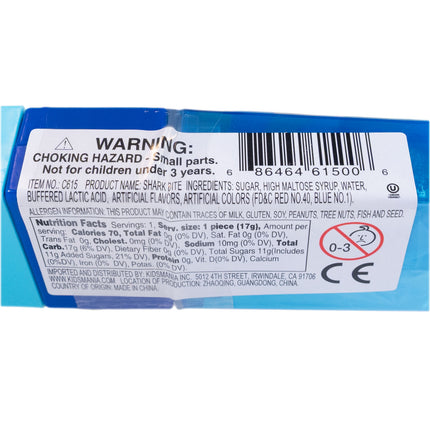 WARNING:
CHOKING HAZARD - Small parts.
Not for children under 3 years.
6 86464 61500 6
ITEM NO.: C615 PRODUCT NAME: SHARK BITE INGREDIENTS: SUGAR, HIGH MALTOSE SYRUP, WATER,
BUFFERED LACTIC ACID, ARTIFICIAL FLAVORS, ARTIFICIAL COLORS (FD&C RED NO.40, BLUE NO.1).
ALLERGEN INFORMATION: THIS PRODUCT MAY CONTAIN TRACES OF MILK, GLUTEN, SOY, PEANUTS, TREE NUTS, FISH AND SEED.
Nutrition Facts Servings: 1, Serv. size: 1 piece (17g), Amount per
serving: Calories 70, Total Fat 0g (0% DV), Sat. Fat 0g (0% DV),
Trans Fat 0g, Cholest. 0mg (0% DV), Sodium 10mg (0% DV), Total
Carb. 17g (6% DV), Fiber 0g (0% DV), Total Sugars 11g (Includes
11g Added Sugars, 21% DV), Protein 0g, Vit. D (0% DV), Calcium
(0% DV), Iron (0% DV), Potas. (0% DV).
IMPORTED AND DISTRIBUTED BY: KIDSMANIA, INC. 5012 4TH STREET, IRWINDALE, CA 91706
WWW.KIDSMANIA.COM LOCATION OF PRODUCTION: ZHAOQING, GUANGDONG, CHINA
COUNTRY OF ORIGIN: MADE IN CHINA.
0-3